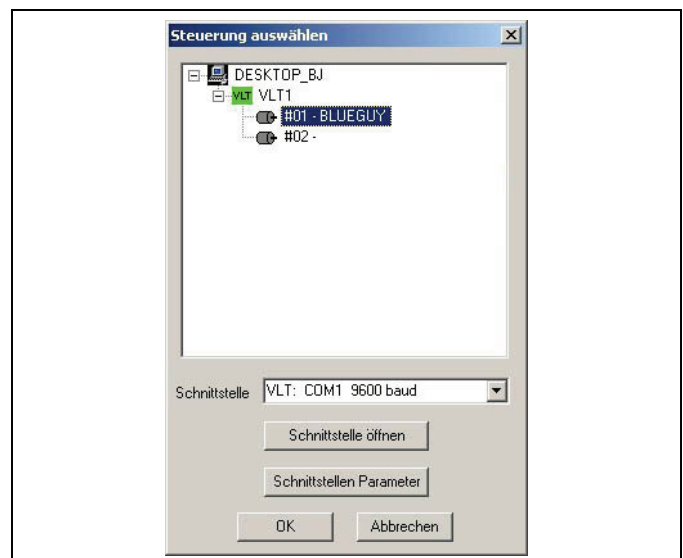 Steuerung auswählen
DESKTOP_BJ
VLT VLT1
#01 - BLUEGUY
#02 -
Schnittstelle VLT: COM1 9600 baud
Schnittstelle öffnen
Schnittstellen Parameter
OK Abbrechen